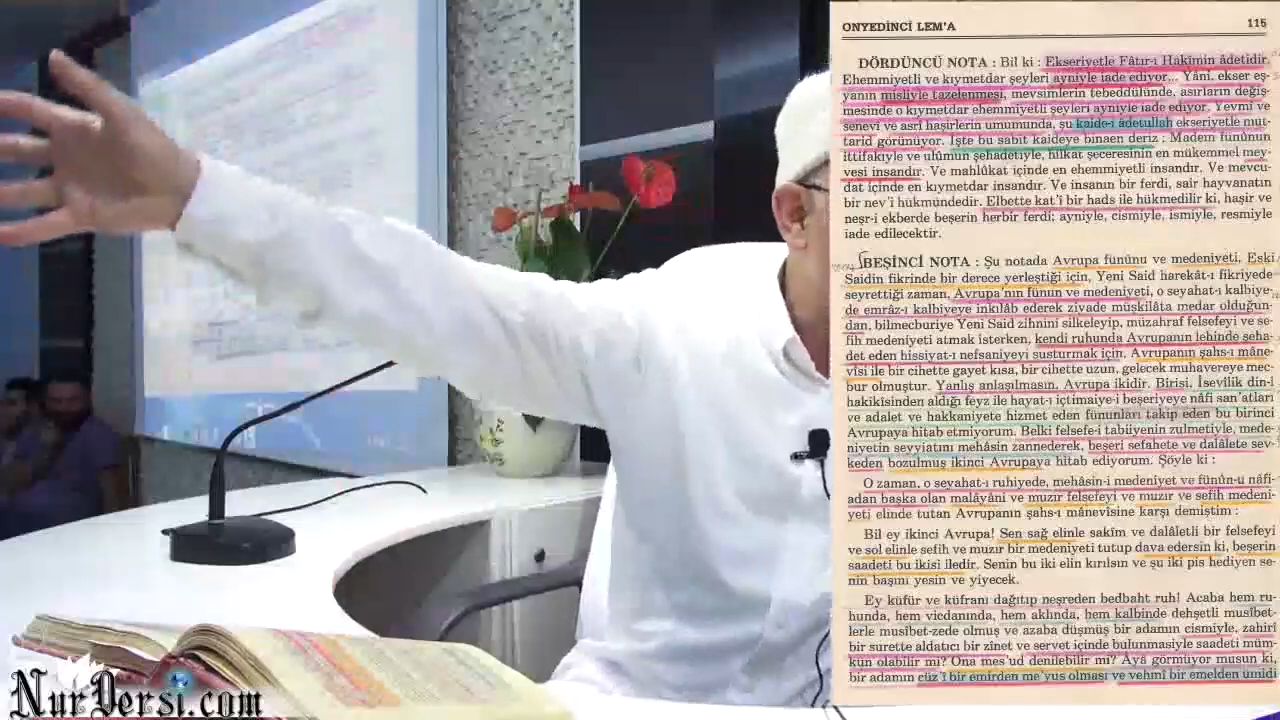 ONYEDİNCİ LEM'A 115
DÖRDÜNCÜ NOTA : Bil ki : Ekseriyetle Fâtır-ı Hakîmin âdetidir.
Ehemmiyetli ve kıymetdar şeyleri ayniyle iade ediyor... Yâni, ekser eş-
yanın misliyle tazelenmesi, mevsimlerin tebeddülünde, asırların değiş-
mesinde o kıymetdar ehemmiyetli şeyleri ayniyle iade ediyor. Yevmî ve
senevî ve asrî haşirlerin umumunda, şu kaide-i âdetullah ekseriyetle mut-
tarid görünüyor. İşte bu sabit kaideye binaen deriz : Madem fünûnun
ittifakıyle ve ulûmun şehadetiyle, hilkat şeceresinin en mükemmel mey-
vesi insandır. Ve mahlûkat içinde en ehemmiyetli insandır. Ve mevcu-
dat içinde en kıymetdar insandır. Ve insanın bir ferdi, sair hayvanatın
bir nev'i hükmündedir. Elbette kat'î bir hads ile hükmedilir ki, haşir ve
neşr-i ekberde beşerin herbir ferdi; ayniyle, cismiyle, ismiyle, resmiyle
iade edilecektir.
BEŞİNCİ NOTA : Şu notada Avrupa fünûnu ve medeniyeti, Eski
Saidin fikrinde bir derece yerleştiği için, Yeni Said harekât-ı fikriyede
seyrettiği zaman, Avrupa'nın fünun ve medeniyeti, o seyahat-ı kalbiye-
de emrâz-ı kalbiyeye inkılâb ederek ziyade müşkilâta medar olduğun-
dan, bilmecburiye Yeni Said zihnini silkeleyip, müzahraf felsefeyi ve se-
fih medeniyeti atmak isterken, kendi ruhunda Avrupanın lehinde şeha-
det eden hissiyat-ı nefsaniyeyi susturmak için, Avrupanın şahs-ı mâne-
vîsi ile bir cihette gayet kısa, bir cihette uzun, gelecek muhavereye mec-
bur olmuştur. Yanlış anlaşılmasın, Avrupa ikidir. Birisi, İsevilik din-i
hakikisinden aldığı feyz ile hayat-ı içtimaiye-i beşeriyeye nâfi san'atları
ve adalet ve hakkaniyete hizmet eden fünunları takip eden bu birinci
Avrupaya hitab etmiyorum. Belki felsefe-i tabiiyenin zulmetiyle, mede-
niyetin seyyiatını mehâsin zannederek, beşeri sefahete ve dalâlete sev-
keden bozulmuş ikinci Avrupaya hitab ediyorum. Şöyle ki :
O zaman, o seyahat-ı ruhiyede, mehâsin-i medeniyet ve fünûn-u nâfi-
adan başka olan malâyâni ve muzır felsefeyi ve muzır ve sefih medeni-
yeti elinde tutan Avrupanın şahs-ı mânevîsine karşı demiştim :
Bil ey ikinci Avrupa! Sen sağ elinle sakîm ve dalâletli bir felsefeyi
ve sol elinle sefih ve muzır bir medeniyeti tutup dava edersin ki, beşerin
saadeti bu ikisi iledir. Senin bu iki elin kırılsın ve şu iki pis hediyen se-
nin başını yesin ve yiyecek.
Ey küfür ve küfranı dağıtıp neşreden bedbaht ruh! Acaba hem ru-
hunda, hem vicdanında, hem aklında, hem kalbinde dehşetli musîbet-
lerle musîbet-zede olmuş ve azaba düşmüş bir adamın cismiyle, zahirî
bir surette aldatıcı bir zinet ve servet içinde bulunmasiyle saadeti müm-
kün olabilir mi? Ona mes'ud denilebilir mi? Âyâ görmüyor musun ki,
bir adamın cüz'î bir emirden me'yus olması ve vehmî bir emelden ümidi
NurDersi.com